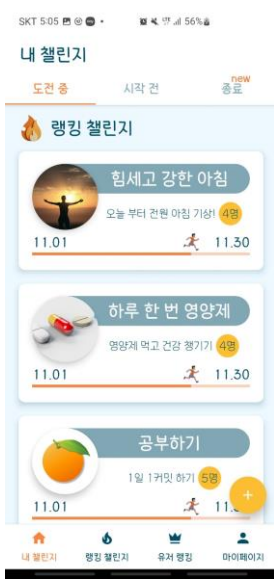 SKT 5:05
56%
내 챌린지
도전 중
시작 전
new
종료
랭킹 챌린지
힘세고 강한 아침
오늘 부터 전원 아침 기상! 4명
11.01
11.30
하루 한 번 영양제
영양제 먹고 건강 챙기기 4명
11.01
11.30
공부하기
1일 1커밋 하기 5명
11.01
+
내 챌린지
랭킹 챌린지
유저 랭킹
마이페이지